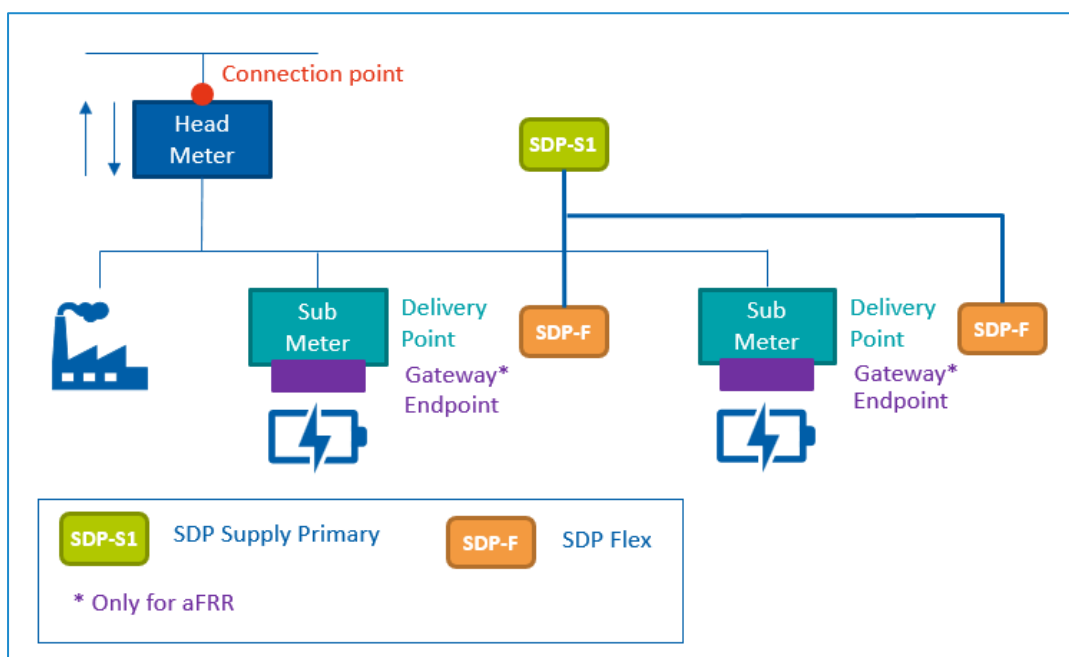 Connection point
Head
Meter
SDP-S1
Sub
Meter
Delivery
Point
Gateway*
Endpoint
SDP-F
Sub
Meter
Delivery
Point
Gateway*
Endpoint
SDP-F
SDP-S1
SDP Supply Primary
SDP-F
SDP Flex
* Only for aFRR